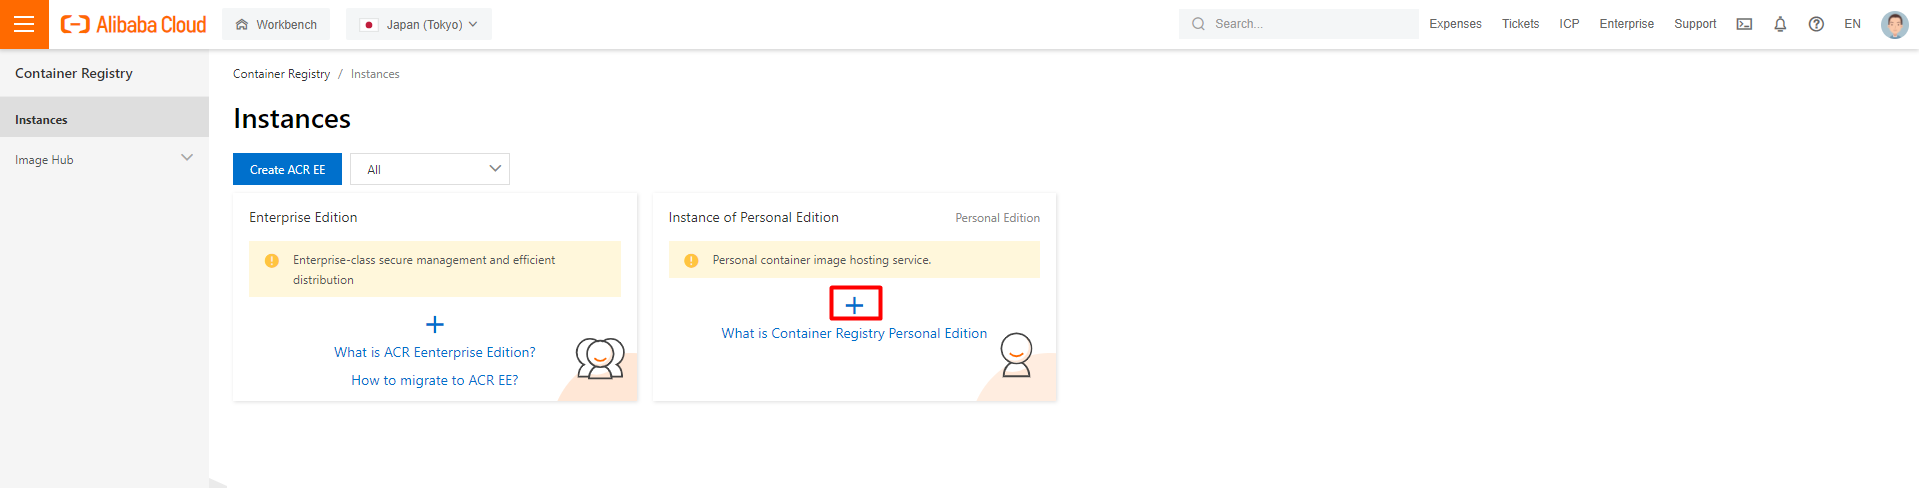 Alibaba Cloud
Workbench
Japan (Tokyo)
Search...
Expenses
Tickets
ICP
Enterprise
Support
EN
Container Registry
Instances
Image Hub
Container Registry / Instances
Instances
Create ACR EE
All
Enterprise Edition
Enterprise-class secure management and efficient
distribution
What is ACR Eenterprise Edition?
How to migrate to ACR EE?
Instance of Personal Edition
Personal Edition
Personal container image hosting service.
What is Container Registry Personal Edition